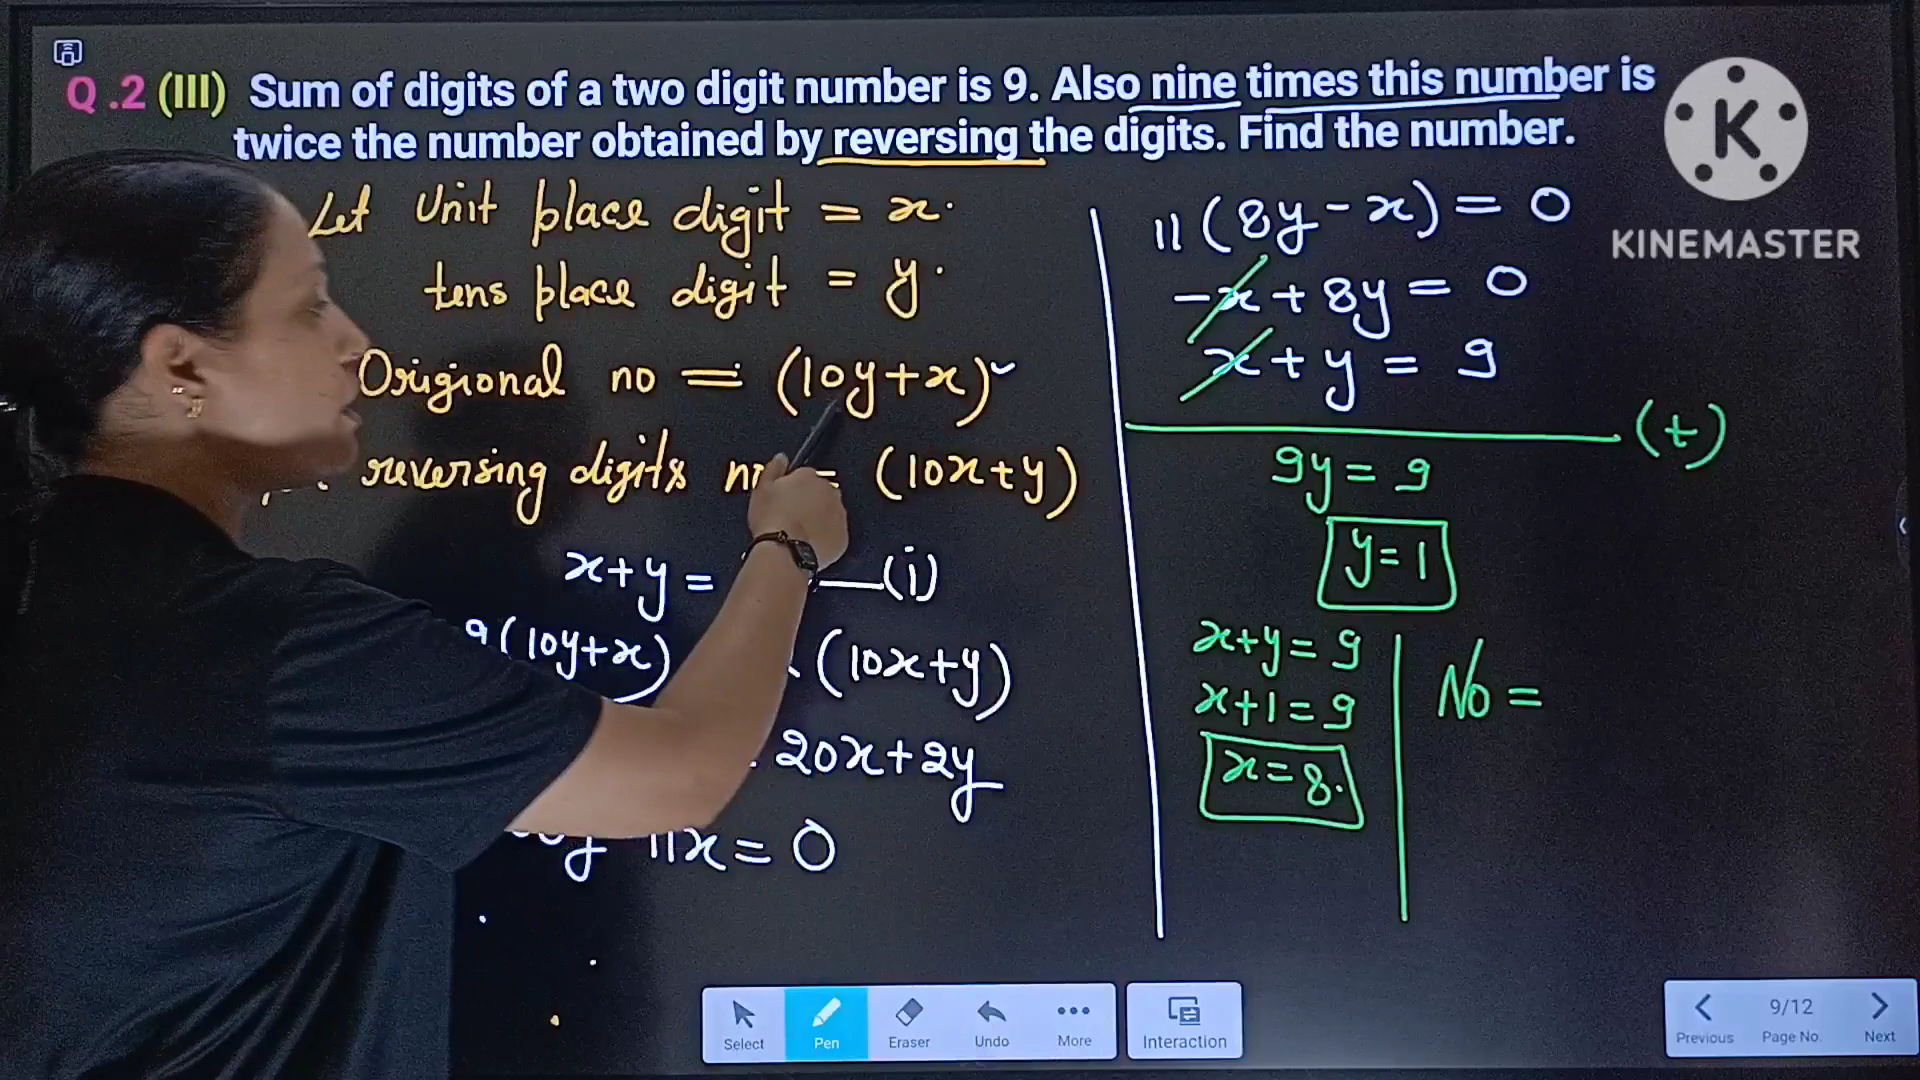 Q.2 (III) Sum of digits of a two digit number is 9. Also nine times this number is
twice the number obtained by reversing the digits. Find the number.
KINEMASTER
Let Unit place digit = x.
tens place digit = y.
Origional no = (10y+x)
reversing digits = (10x+y)
x+y = (i)
9(10y+x) (10x+y)
20x+2y
11x = 0
11(8y-x) = 0
-x+8y = 0
x+y = 9
(+)
9y = 9
y = 1
x+y = 9
x+1 = 9
x = 8.
No =
Select
Pen
Eraser
Undo
More
Interaction
Previous
9/12
Page No.
Next